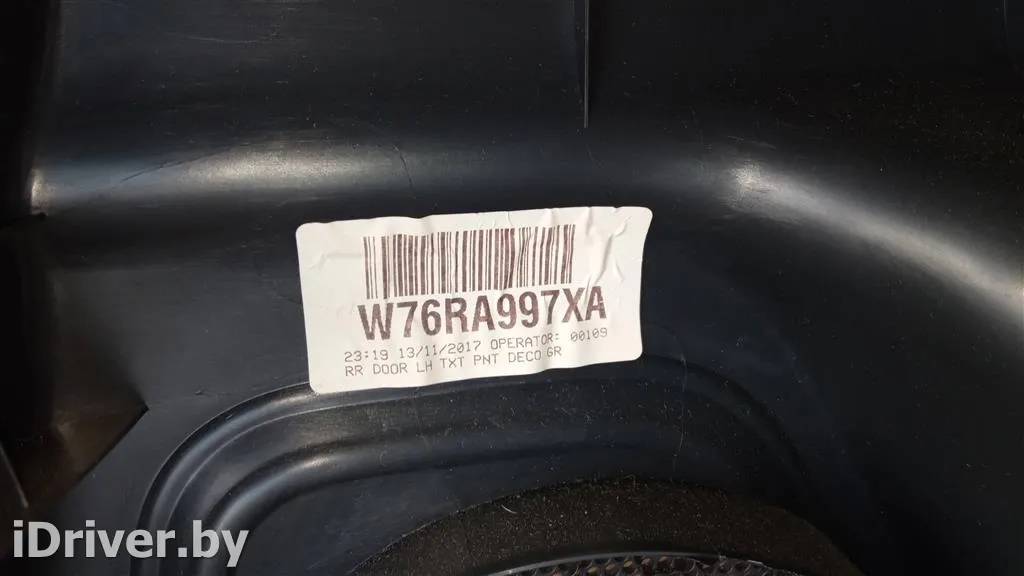 W76RA997XA
23:19 13/11/2017 OPERATOR: 00109
RR DOOR LH TXT PNT DECO GR
iDriver.by